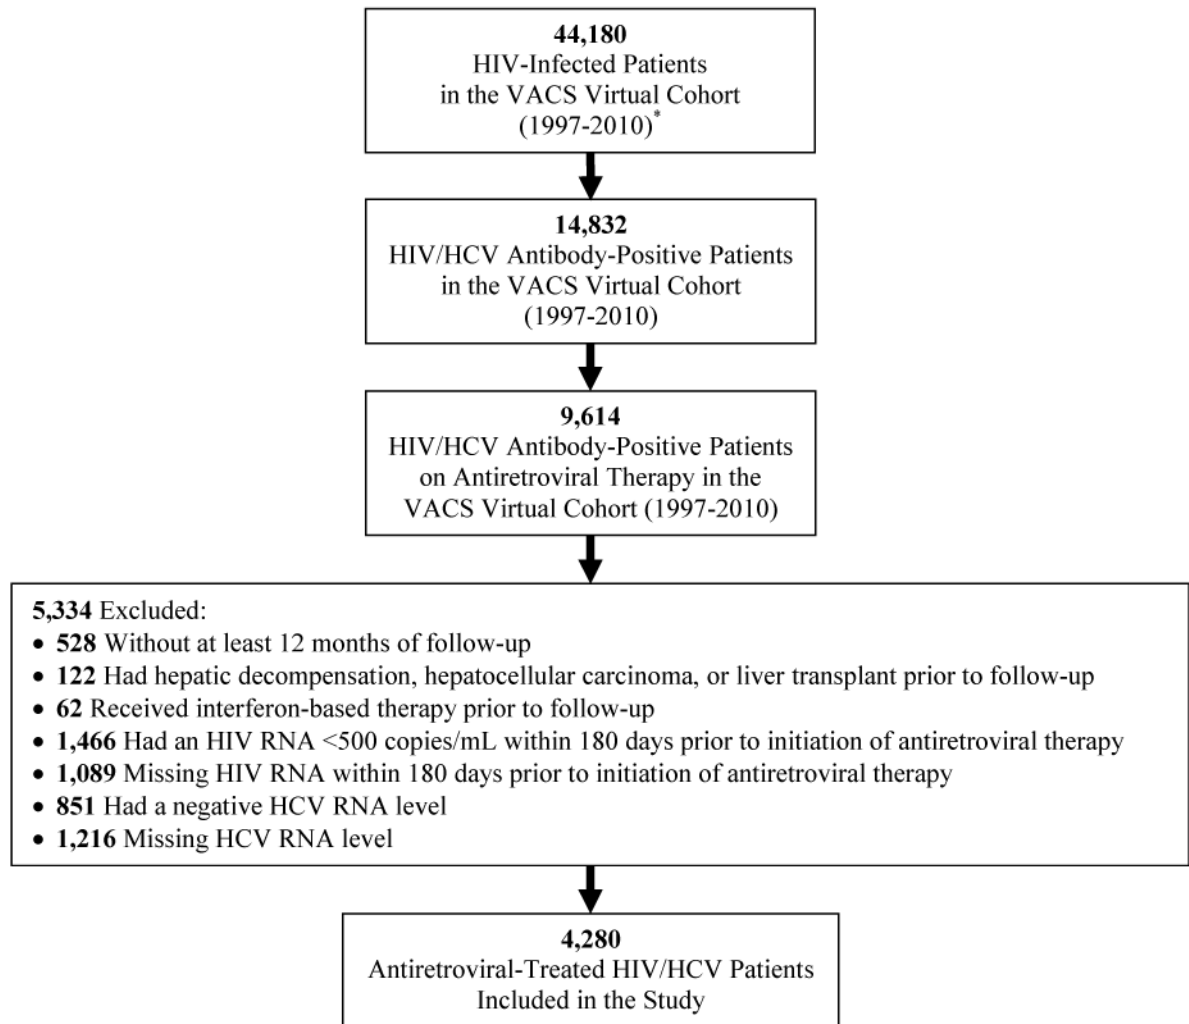 44,180
HIV-Infected Patients
in the VACS Virtual Cohort
(1997-2010)*
14,832
HIV/HCV Antibody-Positive Patients
in the VACS Virtual Cohort
(1997-2010)
9,614
HIV/HCV Antibody-Positive Patients
on Antiretroviral Therapy in the
VACS Virtual Cohort (1997-2010)
5,334 Excluded:
• 528 Without at least 12 months of follow-up
• 122 Had hepatic decompensation, hepatocellular carcinoma, or liver transplant prior to follow-up
• 62 Received interferon-based therapy prior to follow-up
• 1,466 Had an HIV RNA <500 copies/mL within 180 days prior to initiation of antiretroviral therapy
• 1,089 Missing HIV RNA within 180 days prior to initiation of antiretroviral therapy
• 851 Had a negative HCV RNA level
• 1,216 Missing HCV RNA level
4,280
Antiretroviral-Treated HIV/HCV Patients
Included in the Study